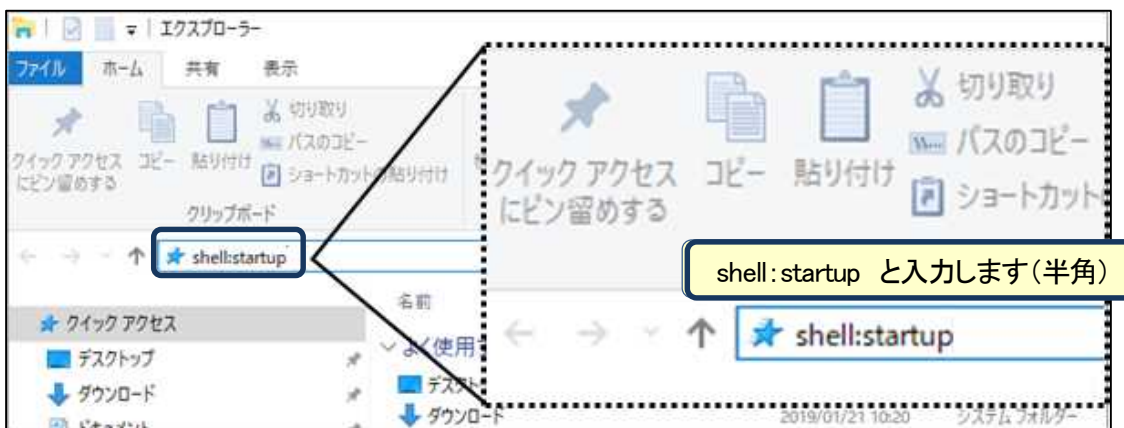 エクスプローラー
ファイル ホーム 共有 表示
クイック アクセス
にピン留めする
コピー
貼り付け
切り取り
パスのコピー
ショートカットの貼り付け
クリップボード
shell:startup
クイック アクセス
デスクトップ
ダウンロード
ドキュメント
名前
よく使用
デスクト
ダウンロード
2019/01/21 10:20 システム フォルダー
クイック アクセス
にピン留めする
コピー
貼り付け
切り取り
パスのコピー
ショートカット
shell:startup と入力します(半角)
shell:startup